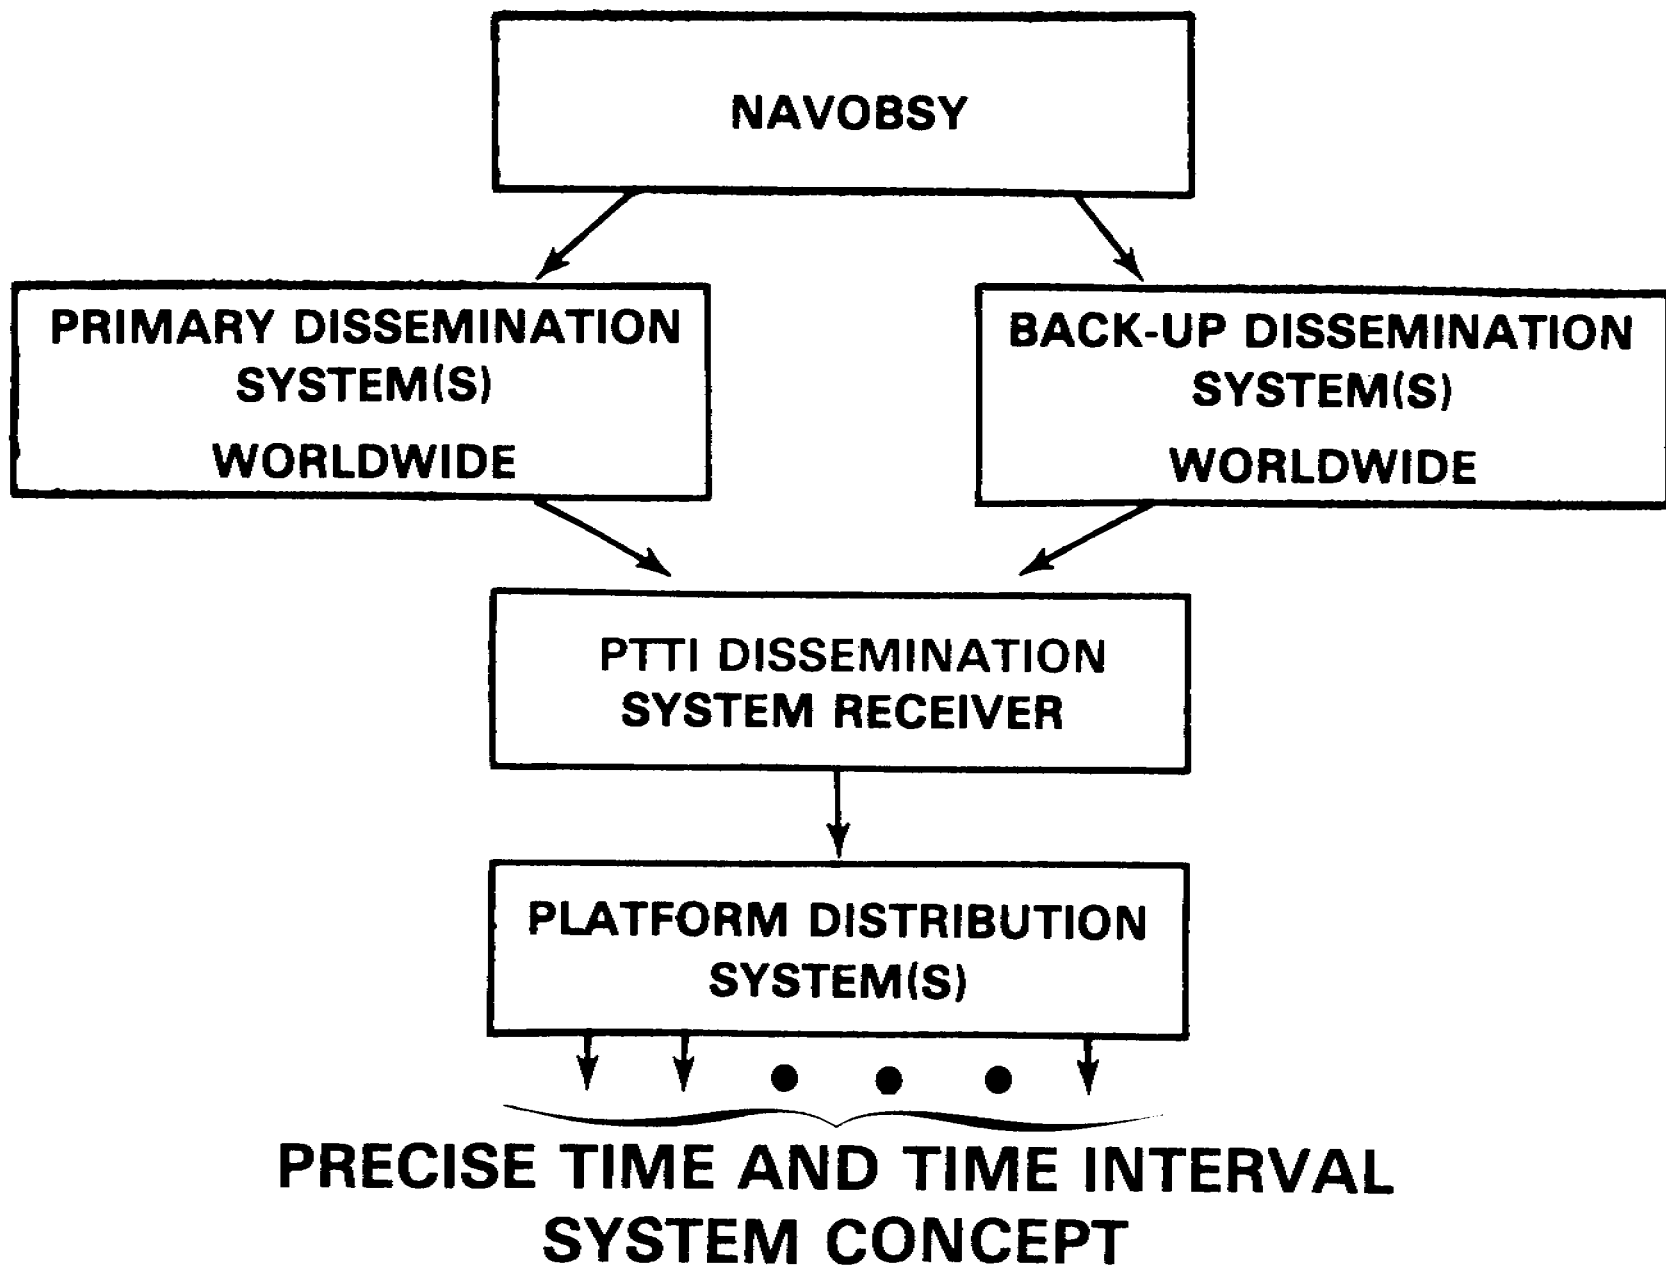 NAVOBSY
PRIMARY DISSEMINATION
SYSTEM(S)
WORLDWIDE
BACK-UP DISSEMINATION
SYSTEM(S)
WORLDWIDE
PTTI DISSEMINATION
SYSTEM RECEIVER
PLATFORM DISTRIBUTION
SYSTEM(S)
PRECISE TIME AND TIME INTERVAL
SYSTEM CONCEPT